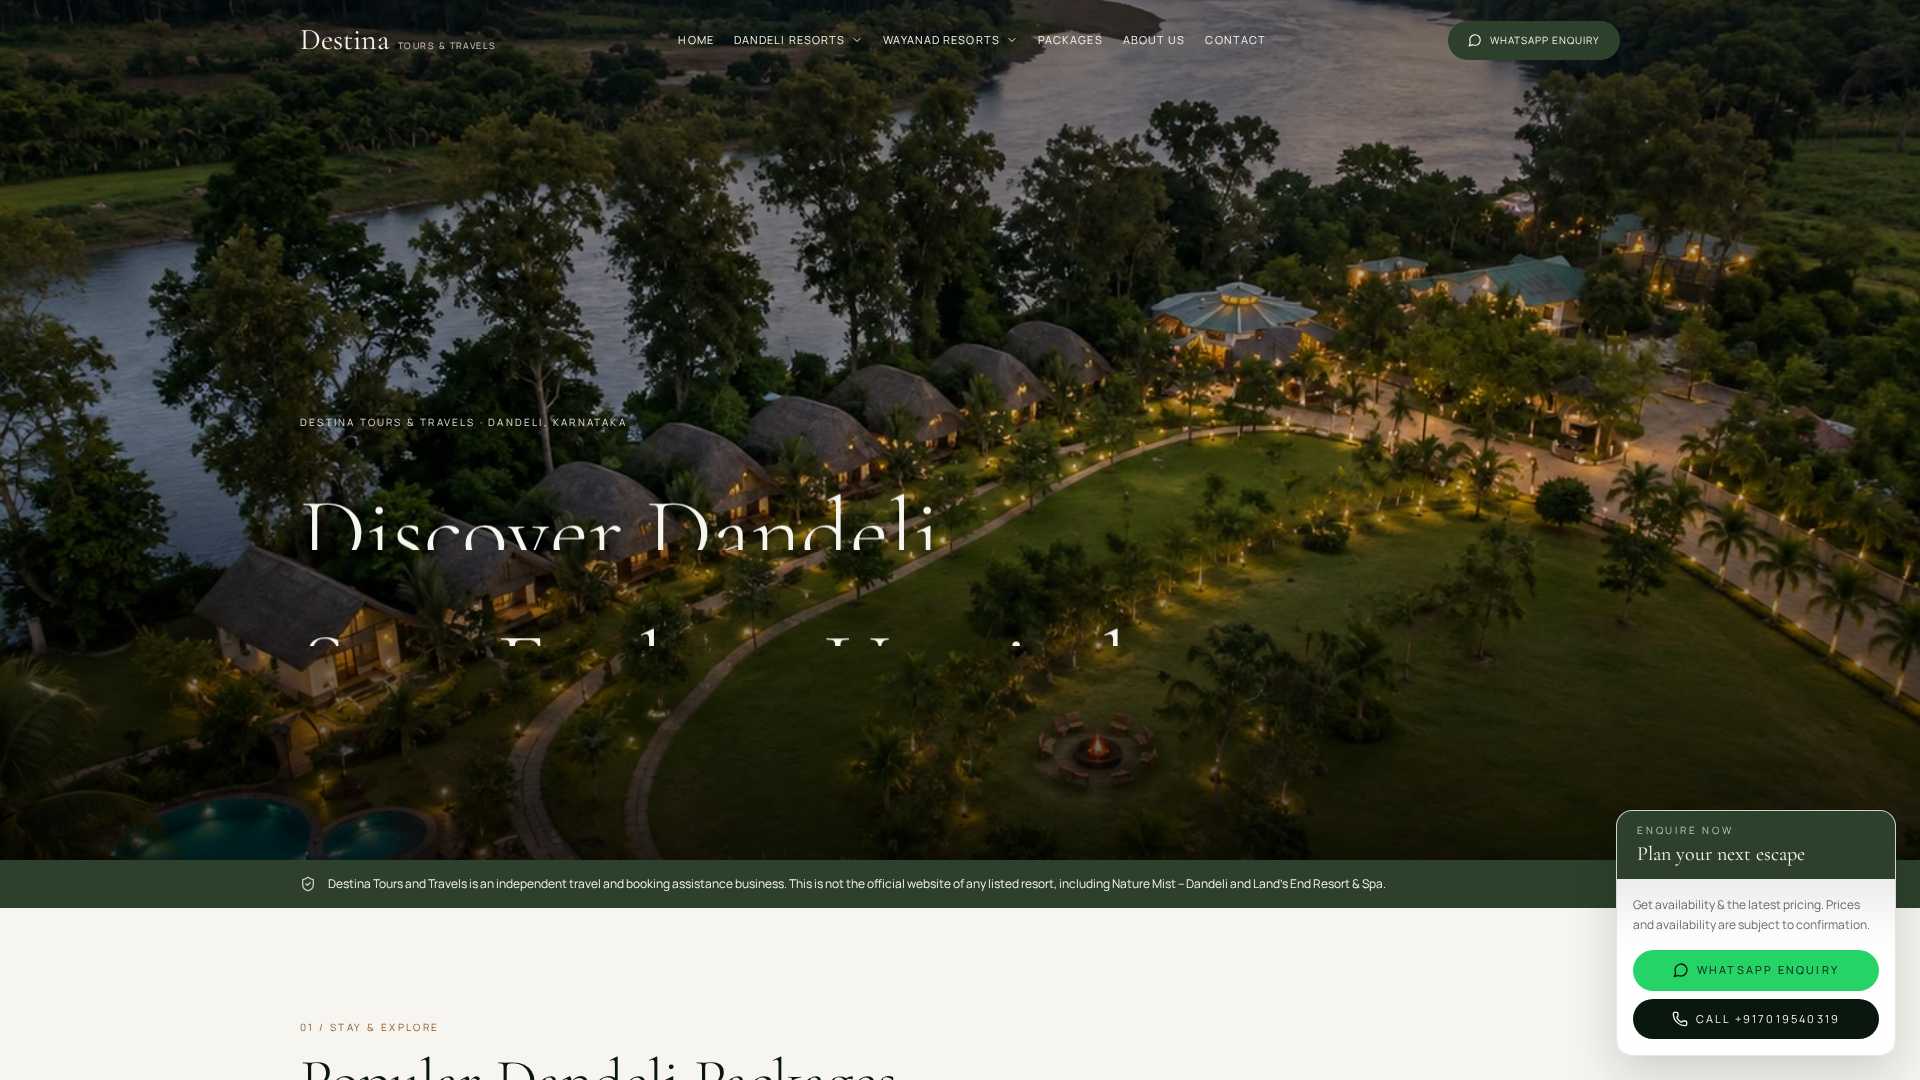 Destina TOURS & TRAVELS
HOME DANDELI RESORTS WAYANAD RESORTS PACKAGES ABOUT US CONTACT
WHATSAPP ENQUIRY
DESTINA TOURS & TRAVELS · DANDELI, KARNATAKA
Discover Dandeli
Destina Tours and Travels is an independent travel and booking assistance business. This is not the official website of any listed resort, including Nature Mist – Dandeli and Land's End Resort & Spa.
ENQUIRE NOW
Plan your next escape
Get availability & the latest pricing. Prices
and availability are subject to confirmation.
WHATSAPP ENQUIRY
CALL +917019540319
01 / STAY & EXPLORE
Popular Dandeli Packages